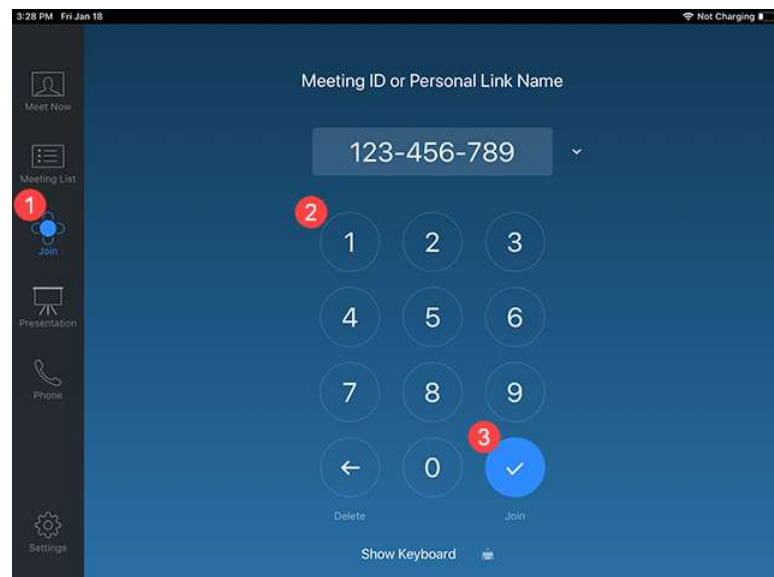 3:28 PM Fri Jan 18
Not Charging
Meet Now
Meeting List
1
Join
Presentation
Phone
Settings
Meeting ID or Personal Link Name
123-456-789
2
1 2 3
4 5 6
7 8 9
3
0
Delete
Join
Show Keyboard